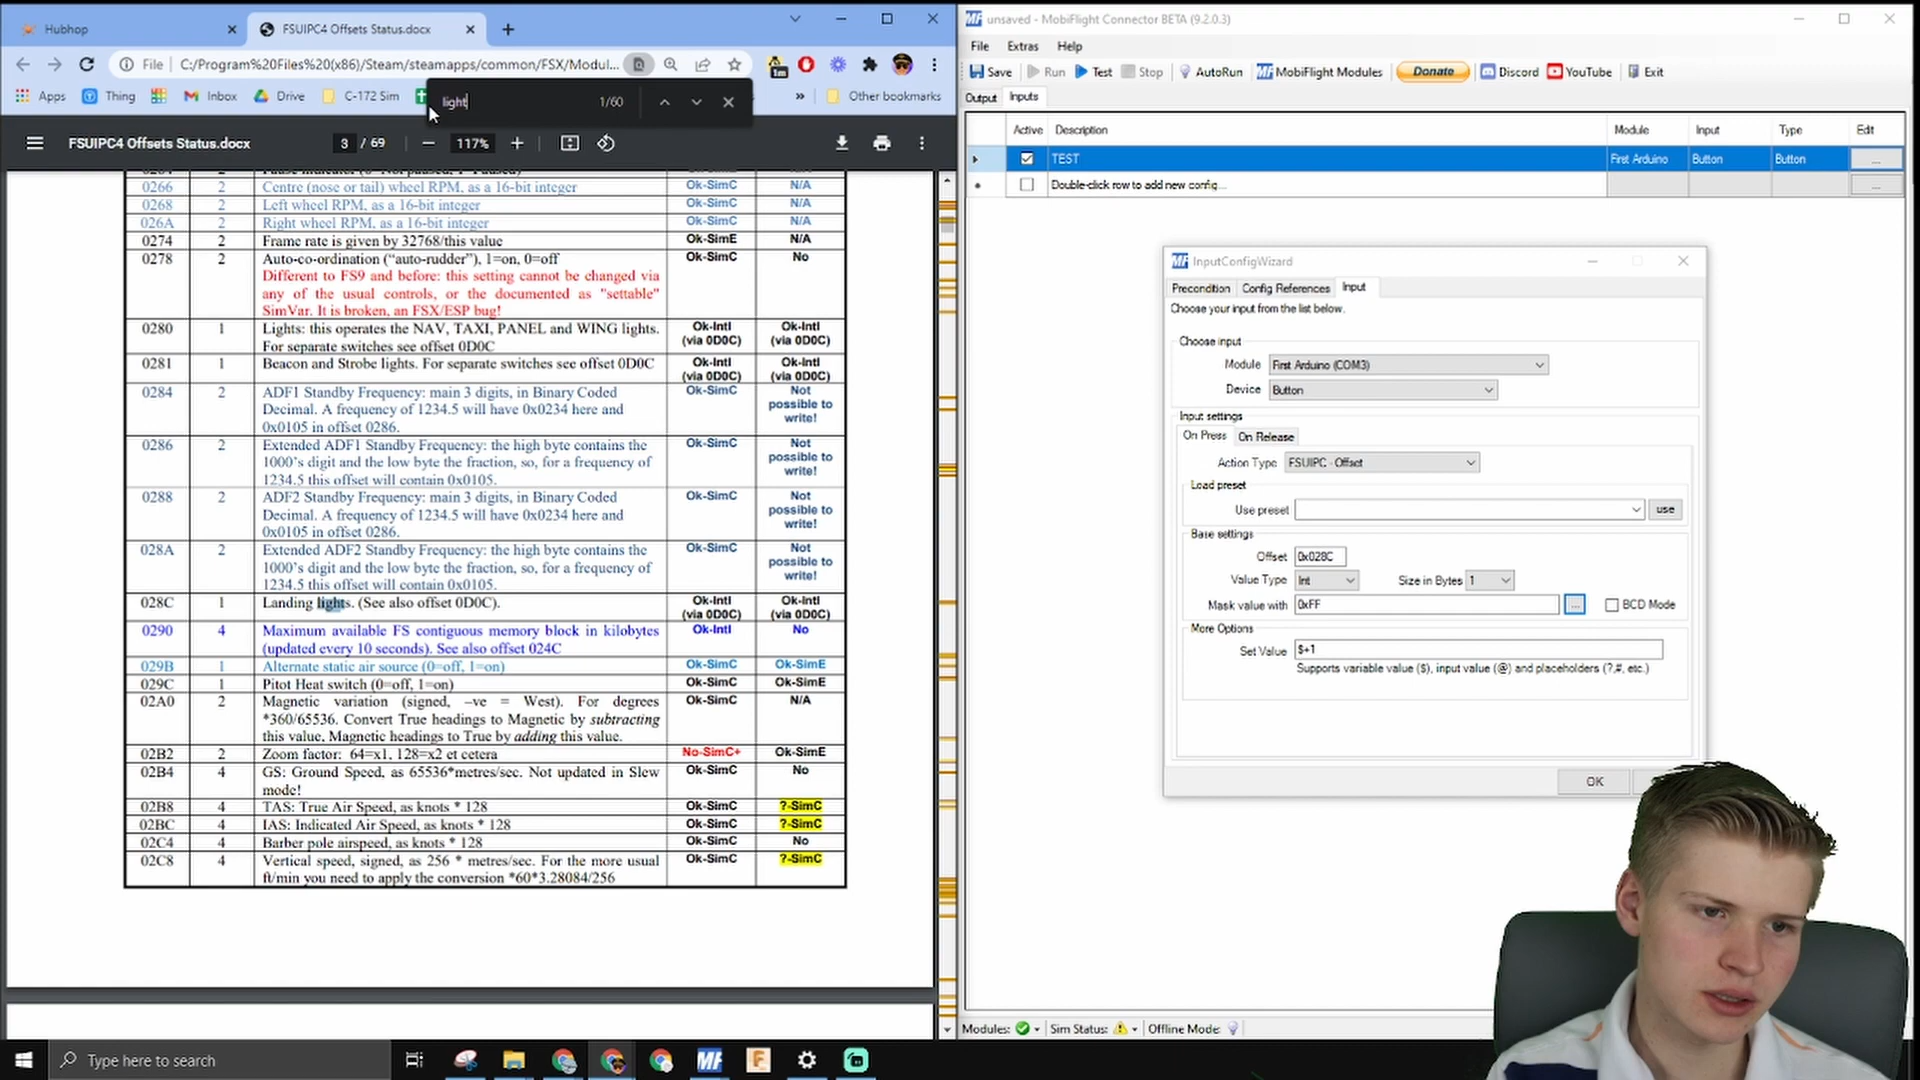 Hubhop
FSUIPC4 Offsets Status.docx
File
C:/Program%20Files%20(x86)/Steam/steamapps/common/FSX/Modul...
1m
Apps
Thing
Inbox
Drive
C-172 Sim
light
1/60
Other bookmarks
FSUIPC4 Offsets Status.docx
3 / 69
117%
0266 2 Centre (nose or tail) wheel RPM, as a 16-bit integer Ok-SimC N/A
0268 2 Left wheel RPM, as a 16-bit integer Ok-SimC N/A
026A 2 Right wheel RPM, as a 16-bit integer Ok-SimC N/A
0274 2 Frame rate is given by 32768/this value Ok-SimE N/A
0278 2 Auto-co-ordination (“auto-rudder”), 1=on, 0=off Ok-SimC No
Different to FS9 and before: this setting cannot be changed via
any of the usual controls, or the documented as "settable"
SimVar. It is broken, an FSX/ESP bug!
0280 1 Lights: this operates the NAV, TAXI, PANEL and WING lights. Ok-Intl Ok-Intl
For separate switches see offset 0D0C (via 0D0C) (via 0D0C)
0281 1 Beacon and Strobe lights. For separate switches see offset 0D0C Ok-Intl Ok-Intl
(via 0D0C) (via 0D0C)
0284 2 ADF1 Standby Frequency: main 3 digits, in Binary Coded Ok-SimC Not
Decimal. A frequency of 1234.5 will have 0x0234 here and possible to
0x0105 in offset 0286. write!
0286 2 Extended ADF1 Standby Frequency: the high byte contains the Ok-SimC Not
1000’s digit and the low byte the fraction, so, for a frequency of possible to
1234.5 this offset will contain 0x0105. write!
0288 2 ADF2 Standby Frequency: main 3 digits, in Binary Coded Ok-SimC Not
Decimal. A frequency of 1234.5 will have 0x0234 here and possible to
0x0105 in offset 0286. write!
028A 2 Extended ADF2 Standby Frequency: the high byte contains the Ok-SimC Not
1000’s digit and the low byte the fraction, so, for a frequency of possible to
1234.5 this offset will contain 0x0105. write!
028C 1 Landing lights. (See also offset 0D0C). Ok-Intl Ok-Intl
(via 0D0C) (via 0D0C)
0290 4 Maximum available FS contiguous memory block in kilobytes Ok-Intl No
(updated every 10 seconds). See also offset 024C
029B 1 Alternate static air source (0=off, 1=on) Ok-SimC Ok-SimE
029C 1 Pitot Heat switch (0=off, 1=on) Ok-SimC Ok-SimE
02A0 2 Magnetic variation (signed, –ve = West). For degrees Ok-SimC N/A
*360/65536. Convert True headings to Magnetic by subtracting
this value, Magnetic headings to True by adding this value.
02B2 2 Zoom factor: 64=x1, 128=x2 et cetera No-SimC+ Ok-SimE
02B4 4 GS: Ground Speed, as 65536*metres/sec. Not updated in Slew Ok-SimC No
mode!
02B8 4 TAS: True Air Speed, as knots * 128 Ok-SimC ?-SimC
02BC 4 IAS: Indicated Air Speed, as knots * 128 Ok-SimC ?-SimC
02C4 4 Barber pole airspeed, as knots * 128 Ok-SimC No
02C8 4 Vertical speed, signed, as 256 * metres/sec. For the more usual Ok-SimC ?-SimC
ft/min you need to apply the conversion *60*3.28084/256
MF unsaved - MobiFlight Connector BETA (9.2.0.3)
File Extras Help
Save Run Test Stop AutoRun MF MobiFlight Modules Donate Discord YouTube Exit
Output Inputs
Active Description Module Input Type Edit
TEST First Arduino Button Button ...
Double-click row to add new config... ...
MF InputConfigWizard
Precondition Config References Input
Choose your input from the list below.
Choose input
Module First Arduino (COM3)
Device Button
Input settings
On Press On Release
Action Type FSUIPC - Offset
Load preset
Use preset use
Base settings
Offset 0x028C
Value Type Int Size in Bytes 1
Mask value with 0xFF ... BCD Mode
More Options
Set Value $+1
Supports variable value ($), input value (@) and placeholders (?,#, etc.)
OK
Modules: Sim Status: Offline Mode:
Type here to search
MF
F